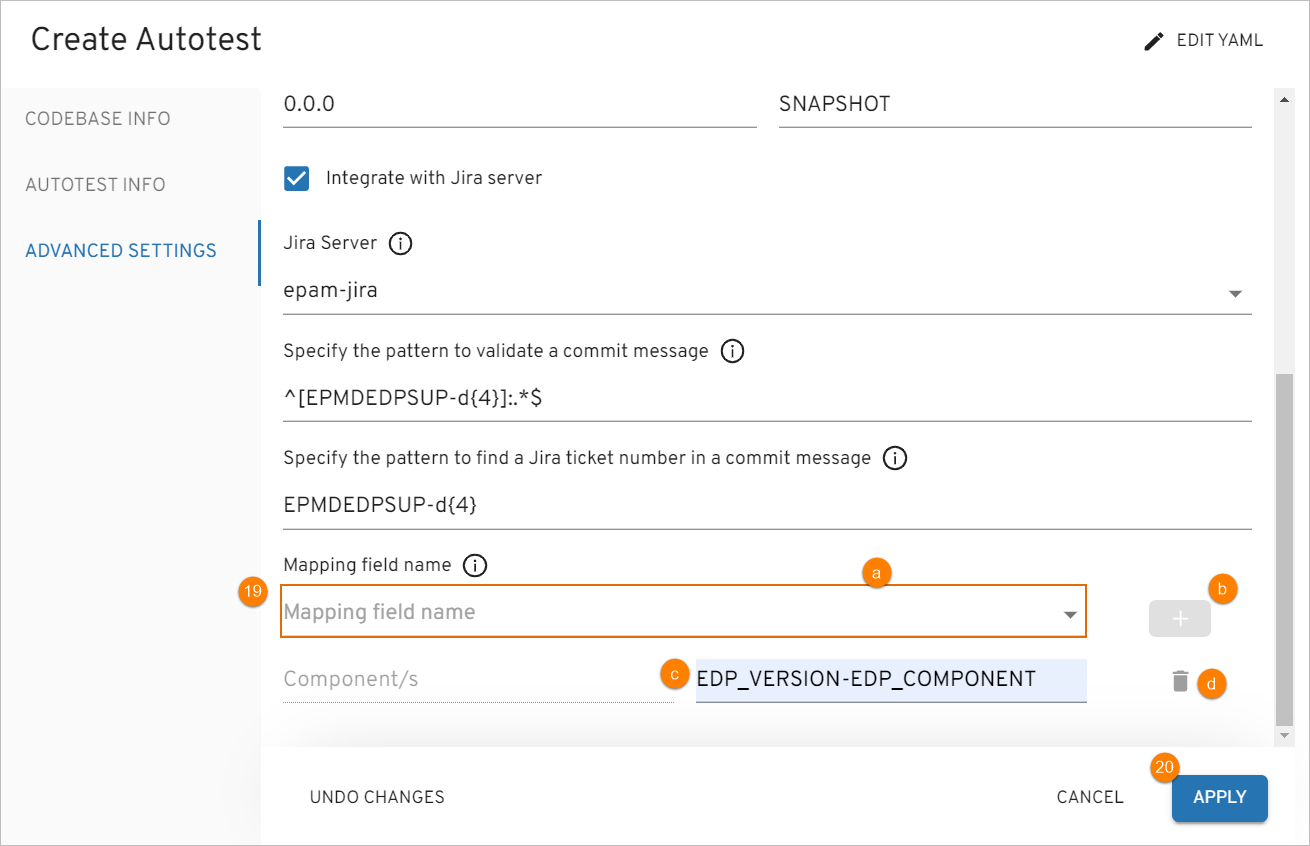 Create Autotest
EDIT YAML
CODEBASE INFO
AUTOTEST INFO
ADVANCED SETTINGS
0.0.0
SNAPSHOT
Integrate with Jira server
Jira Server
epam-jira
Specify the pattern to validate a commit message
^[EPMDEDPSUP-d{4}]:.*$
Specify the pattern to find a Jira ticket number in a commit message
EPMDEDPSUP-d{4}
Mapping field name
a
19
Mapping field name
b
+
Component/s
c
EDP_VERSION-EDP_COMPONENT
d
UNDO CHANGES
CANCEL
20
APPLY